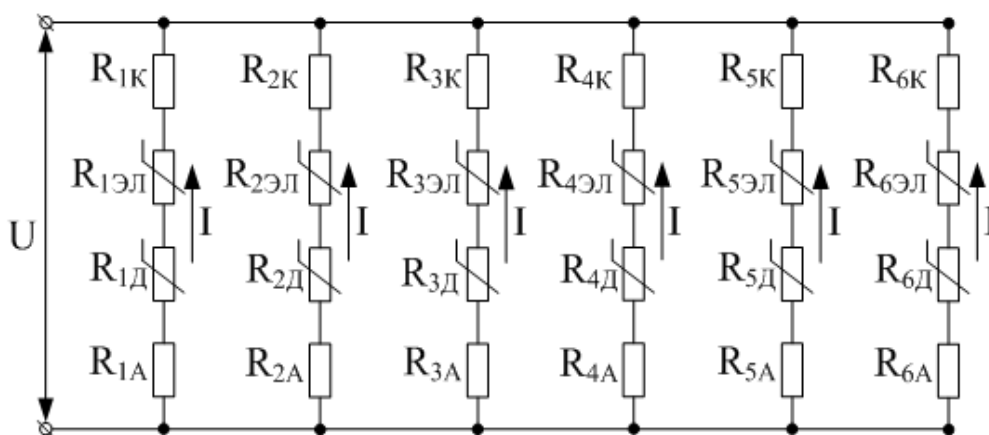 R1К R2К R3К R4К R5К R6К
R1ЭЛ R2ЭЛ R3ЭЛ R4ЭЛ R5ЭЛ R6ЭЛ
U I I I I I I
R1Д R2Д R3Д R4Д R5Д R6Д
R1А R2А R3А R4А R5А R6А